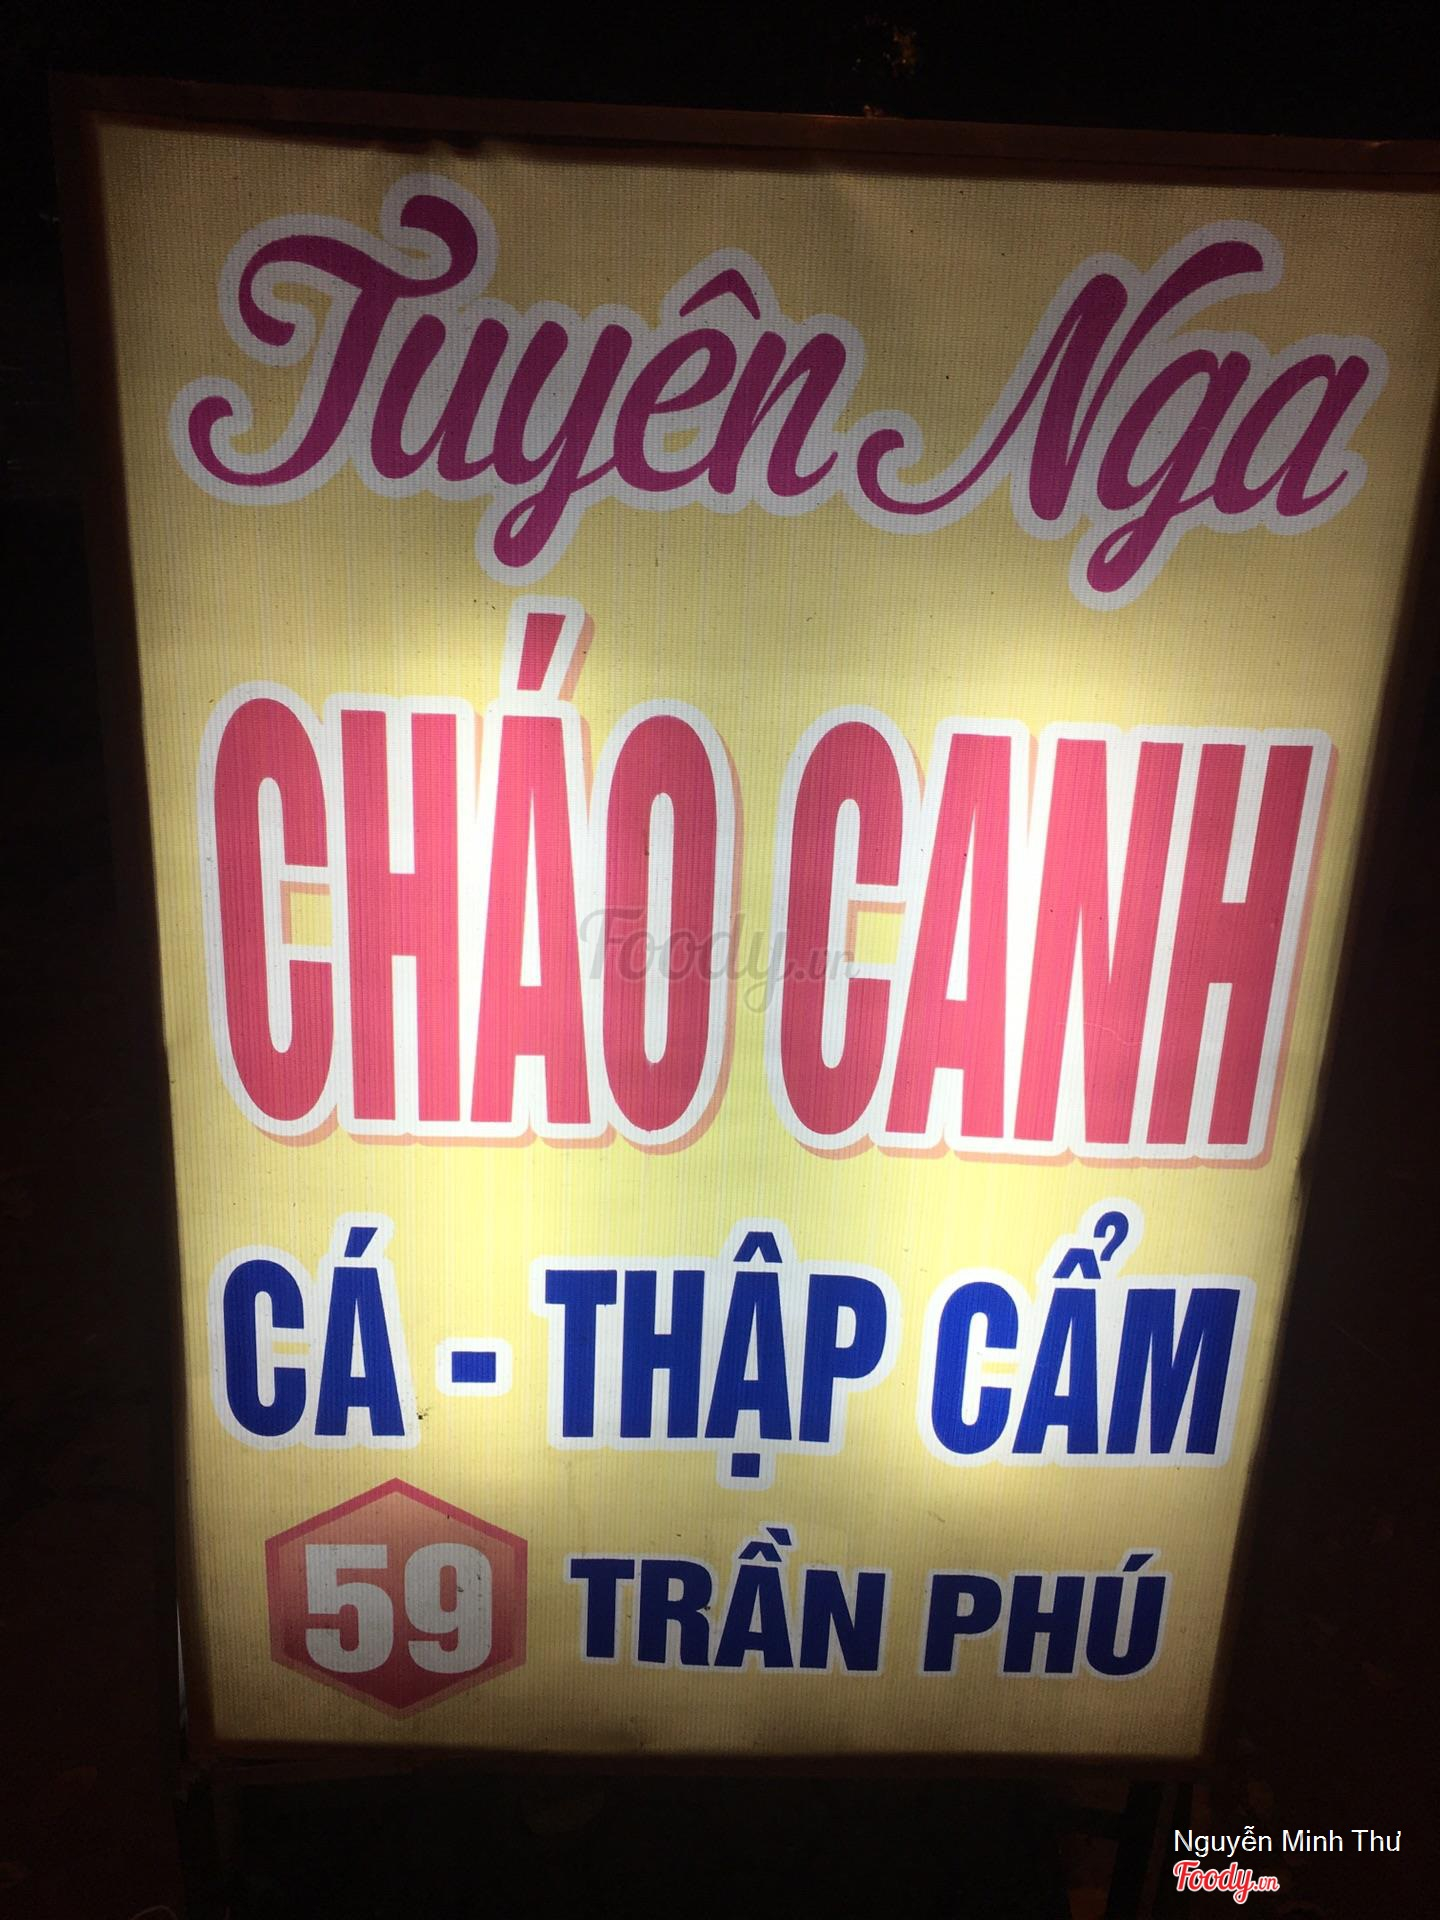 Tuyên Nga
CHÁO CANH
Foody.vn
CÁ - THẬP CẨM
59 TRẦN PHÚ
Nguyễn Minh Thư
Foody.vn